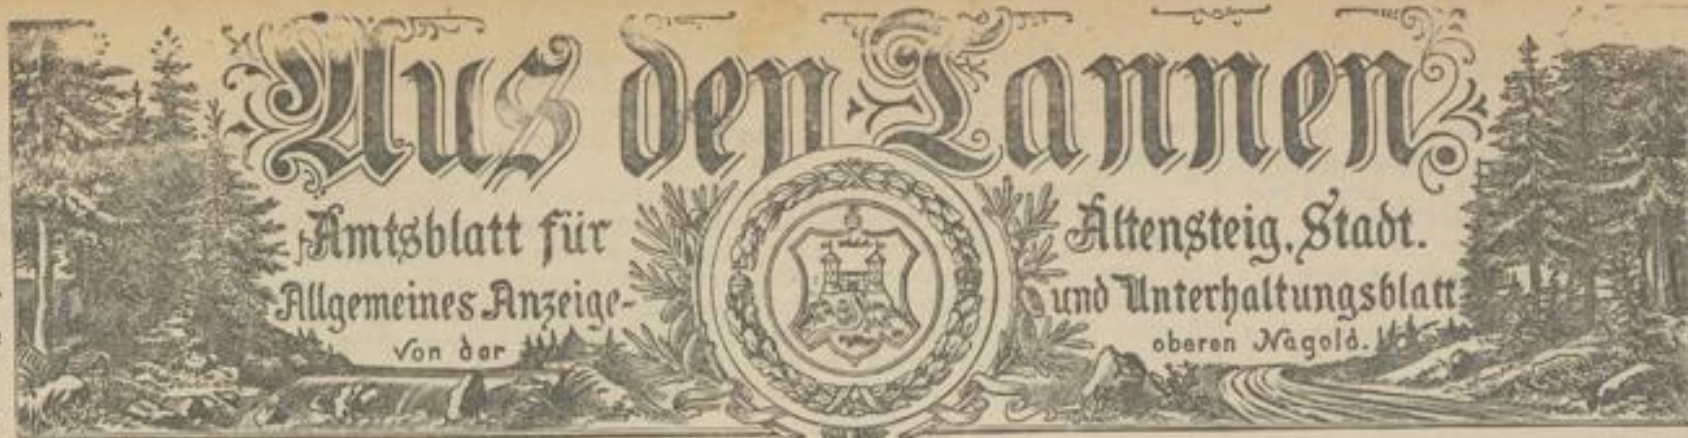 Aus den Tannen
Amtsblatt für Altensteig, Stadt.
Allgemeines Anzeige- und Unterhaltungsblatt
von der oberen Nagold.